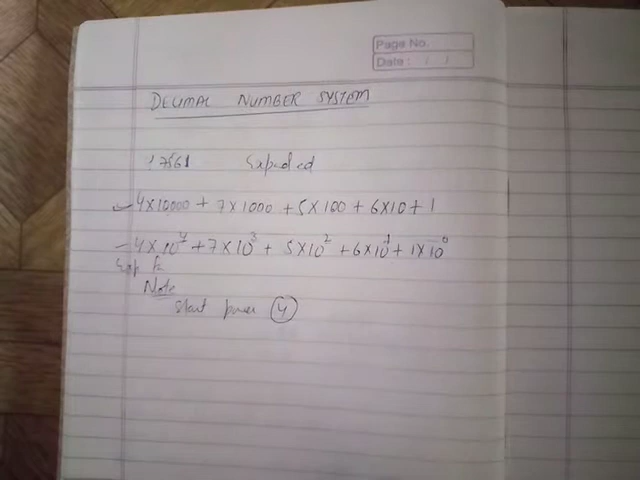 Page No.
Date: / /
DECIMAL NUMBER SYSTEM
47561 Expanded
4×10000 + 7×1000 + 5×100 + 6×10 + 1
4×10⁴ + 7×10³ + 5×10² + 6×10¹ + 1×10⁰
Note
start power 4